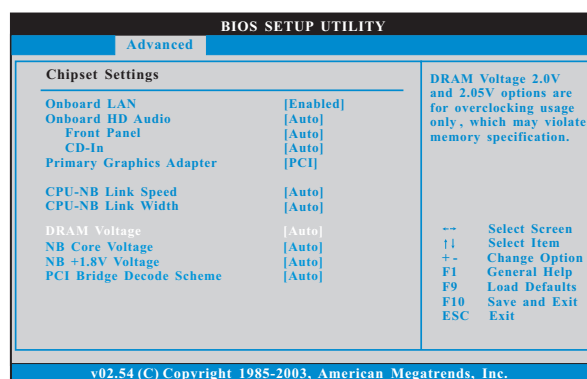 BIOS SETUP UTILITY
Advanced
Chipset Settings
Onboard LAN [Enabled]
Onboard HD Audio [Auto]
Front Panel [Auto]
CD-In [Auto]
Primary Graphics Adapter [PCI]
CPU-NB Link Speed [Auto]
CPU-NB Link Width [Auto]
DRAM Voltage [Auto]
NB Core Voltage [Auto]
NB +1.8V Voltage [Auto]
PCI Bridge Decode Scheme [Auto]
DRAM Voltage 2.0V
and 2.05V options are
for overclocking usage
only, which may violate
memory specification.
←→ Select Screen
↑↓ Select Item
+ - Change Option
F1 General Help
F9 Load Defaults
F10 Save and Exit
ESC Exit
v02.54 (C) Copyright 1985-2003, American Megatrends, Inc.